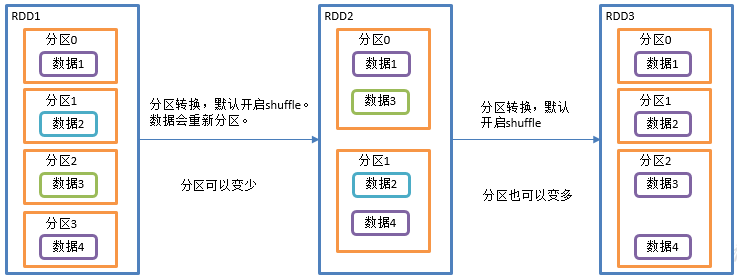 RDD1
分区0
数据1
分区1
数据2
分区2
数据3
分区3
数据4
分区转换，默认开启shuffle。
数据会重新分区。
分区可以变少
RDD2
分区0
数据1
数据3
分区1
数据2
数据4
分区转换，默认
开启shuffle
分区也可以变多
RDD3
分区0
数据1
分区1
数据2
分区2
数据3
数据4